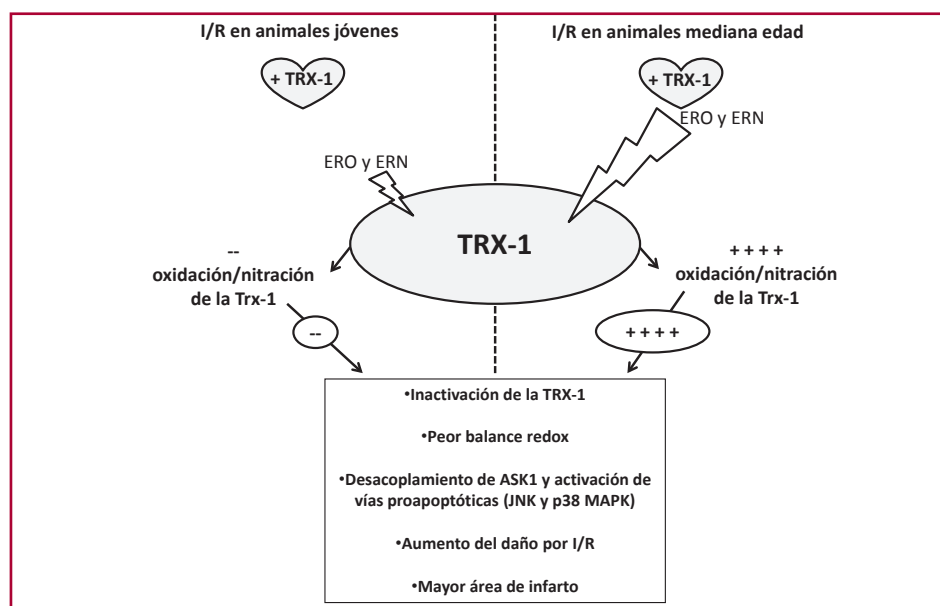 I/R en animales jóvenes
+ TRX-1
ERO y ERN
I/R en animales mediana edad
+ TRX-1
ERO y ERN
TRX-1
--
oxidación/nitración
de la Trx-1
--
+ + + +
oxidación/nitración
de la Trx-1
+ + + +
•Inactivación de la TRX-1
•Peor balance redox
•Desacoplamiento de ASK1 y activación de
vías proapoptóticas (JNK y p38 MAPK)
•Aumento del daño por I/R
•Mayor área de infarto